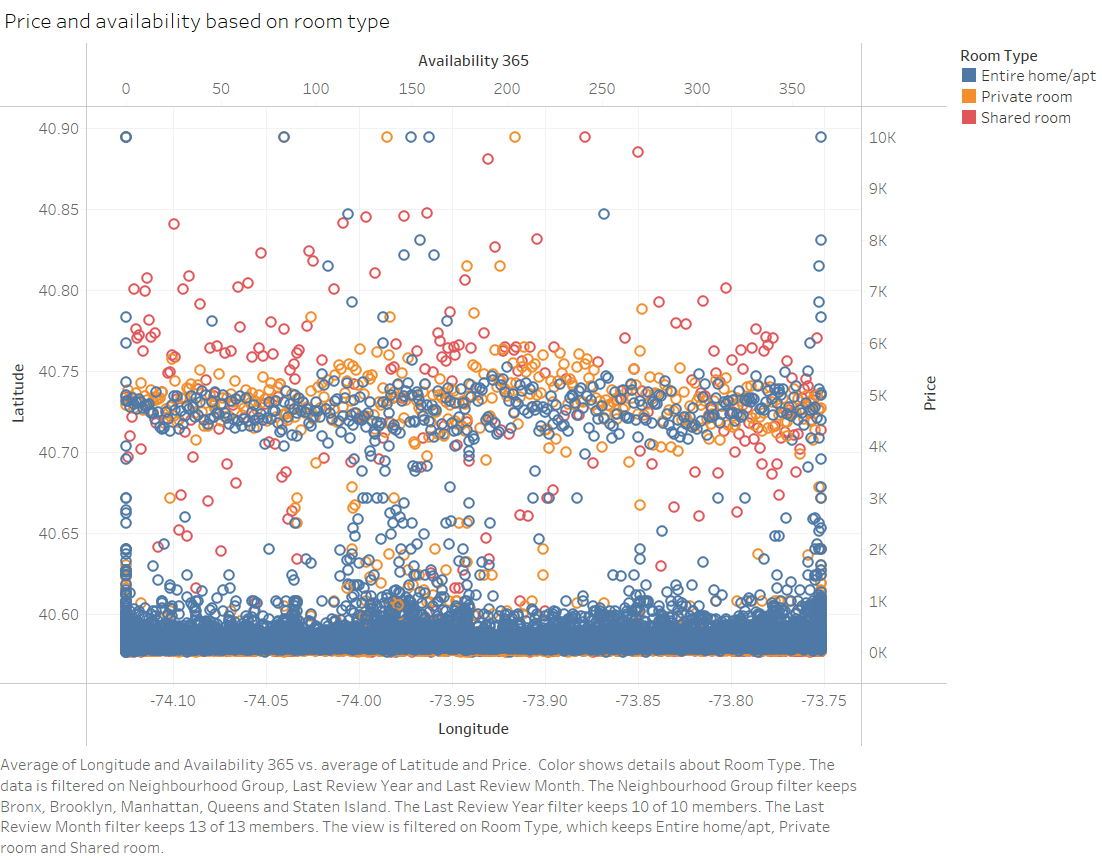 Price and availability based on room type
Availability 365
0 50 100 150 200 250 300 350
Room Type
Entire home/apt
Private room
Shared room
Latitude
40.90
40.85
40.80
40.75
40.70
40.65
40.60
10K
9K
8K
7K
6K
5K
4K
3K
2K
1K
0K
Price
-74.10 -74.05 -74.00 -73.95 -73.90 -73.85 -73.80 -73.75
Longitude
Average of Longitude and Availability 365 vs. average of Latitude and Price. Color shows details about Room Type. The
data is filtered on Neighbourhood Group, Last Review Year and Last Review Month. The Neighbourhood Group filter keeps
Bronx, Brooklyn, Manhattan, Queens and Staten Island. The Last Review Year filter keeps 10 of 10 members. The Last
Review Month filter keeps 13 of 13 members. The view is filtered on Room Type, which keeps Entire home/apt, Private
room and Shared room.